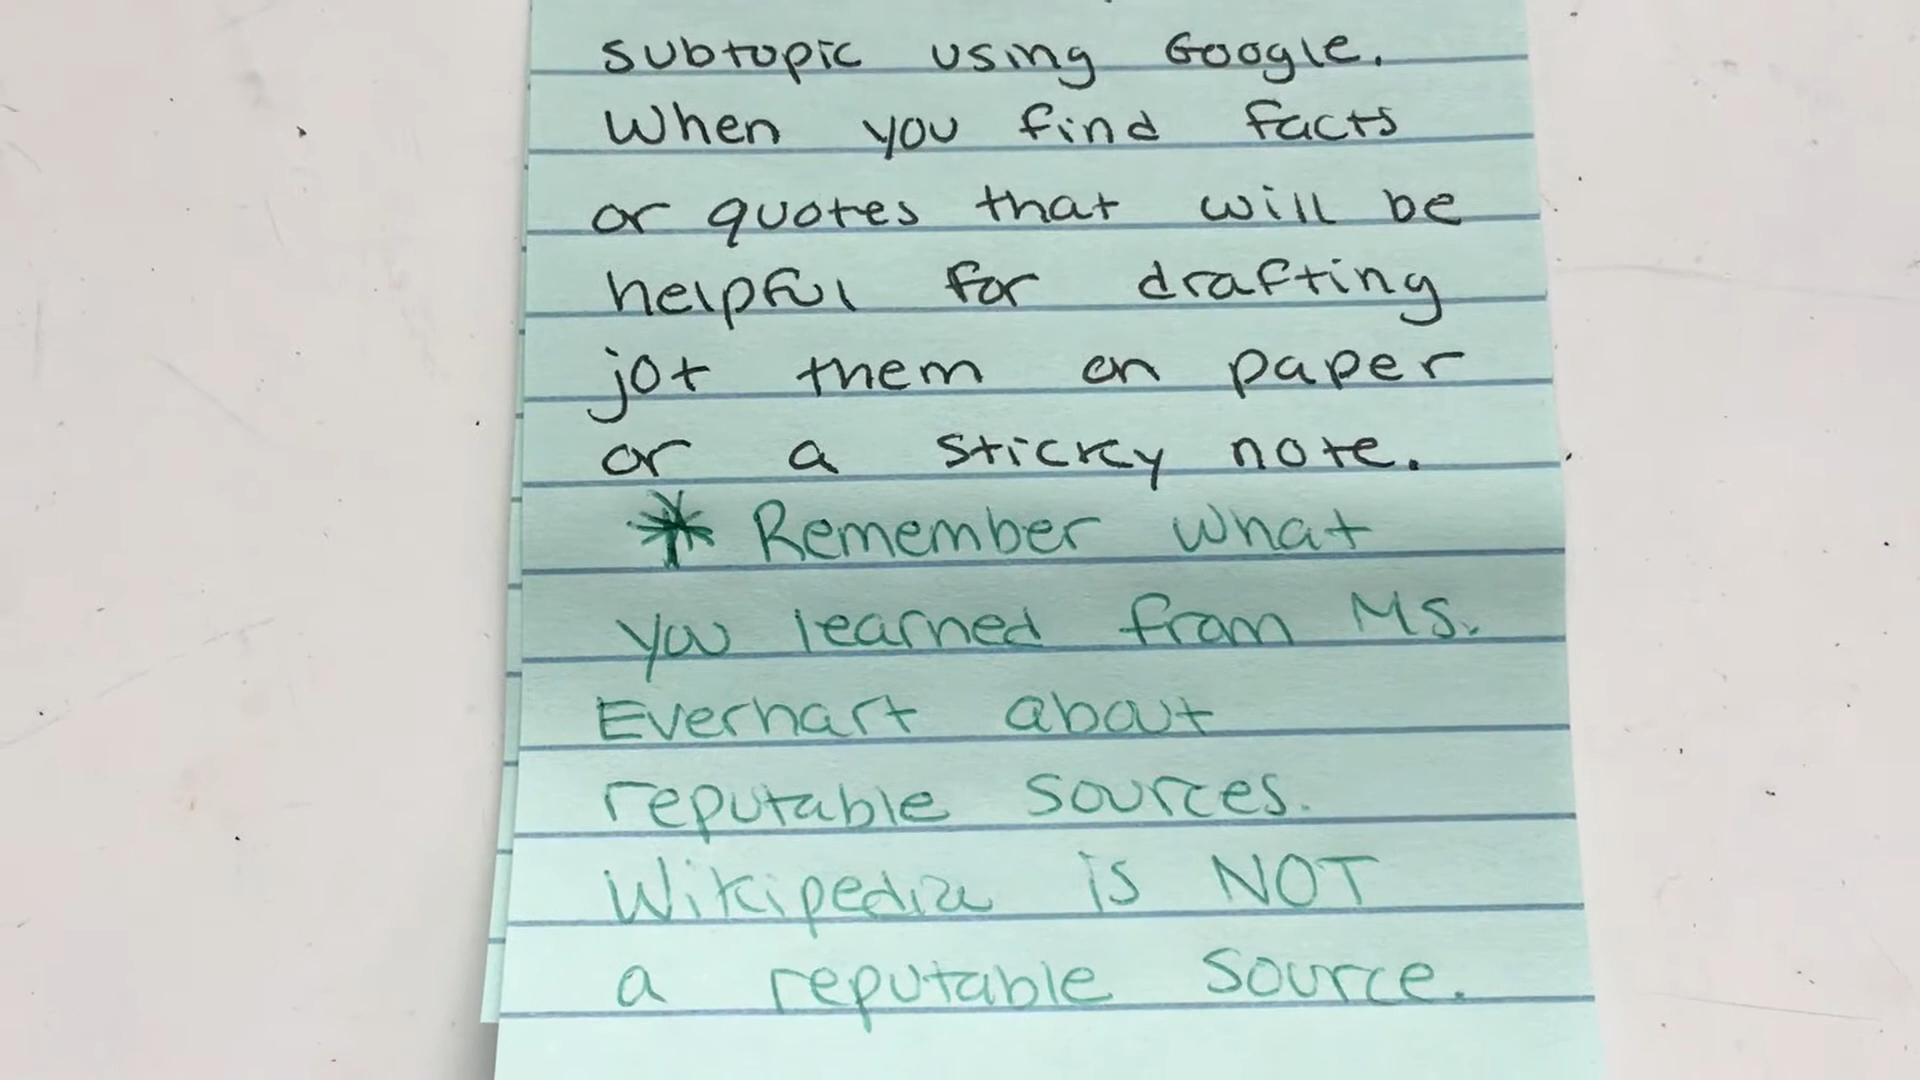 subtopic using Google.
When you find facts
or quotes that will be
helpful for drafting
jot them on paper
or a sticky note.
* Remember what
you learned from Ms.
Everhart about
reputable sources.
Wikipedia is NOT
a reputable source.